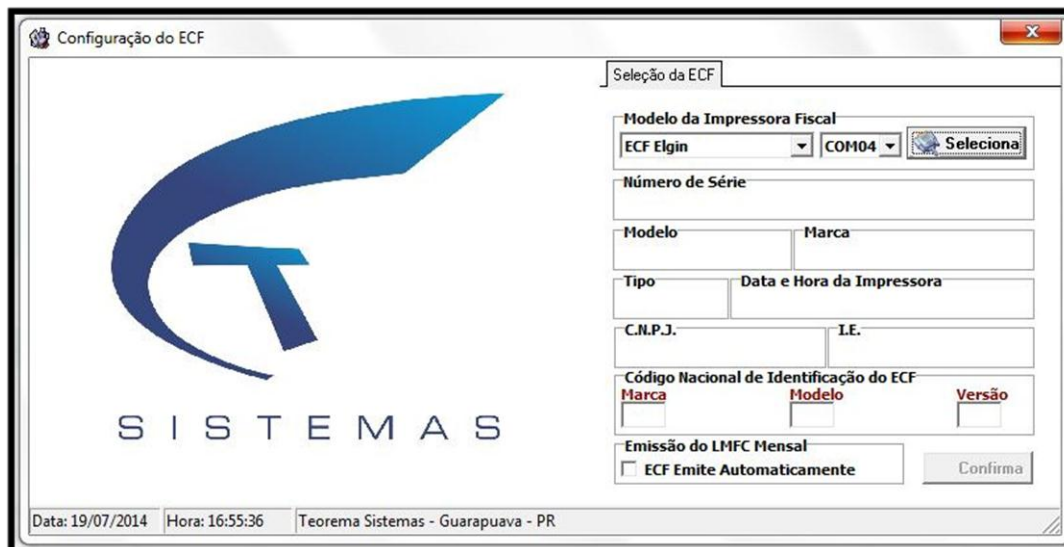 Configuração do ECF
Seleção da ECF
Modelo da Impressora Fiscal
ECF Elgin COM04 Seleciona
Número de Série
Modelo Marca
Tipo Data e Hora da Impressora
C.N.P.J. I.E.
Código Nacional de Identificação do ECF
Marca Modelo Versão
Emissão do LMFC Mensal
ECF Emite Automaticamente Confirma
T
SISTEMAS
Data: 19/07/2014 Hora: 16:55:36 Teorema Sistemas - Guarapuava - PR